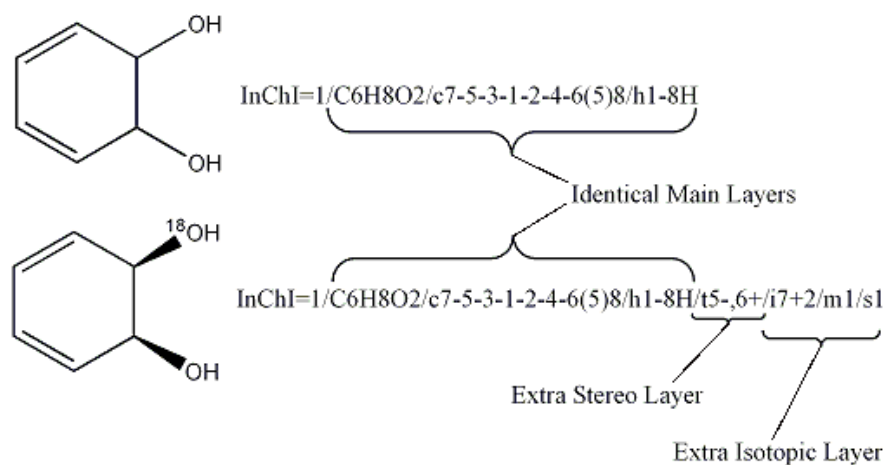 OH
InChI=1/C6H8O2/c7-5-3-1-2-4-6(5)8/h1-8H
OH
Identical Main Layers
18OH
InChI=1/C6H8O2/c7-5-3-1-2-4-6(5)8/h1-8H/t5-,6+/i7+2/m1/s1
OH
Extra Stereo Layer
Extra Isotopic Layer